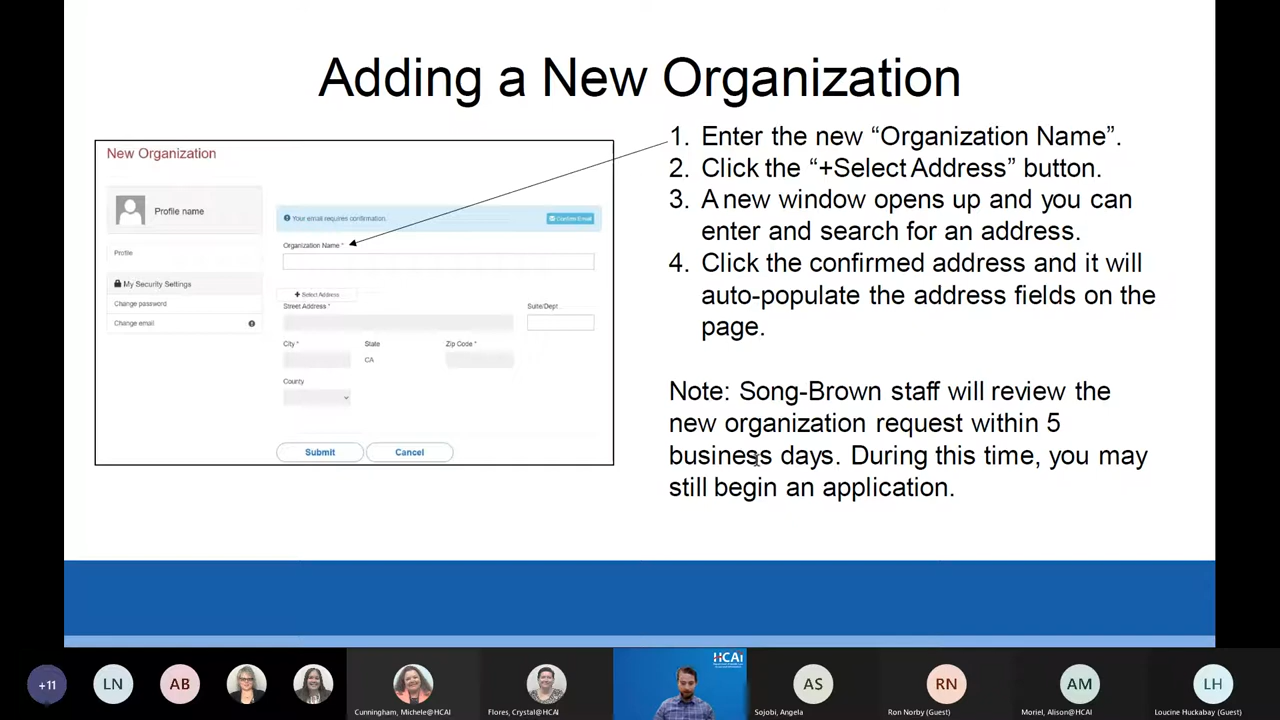 Adding a New Organization
New Organization
Profile name
Profile
My Security Settings
Change password
Change email
Your email requires confirmation.
Confirm Email
Organization Name *
+ Select Address
Street Address *
Suite/Dept
City *
State
Zip Code *
CA
County
Submit
Cancel
1. Enter the new “Organization Name”.
2. Click the “+Select Address” button.
3. A new window opens up and you can
enter and search for an address.
4. Click the confirmed address and it will
auto-populate the address fields on the
page.
Note: Song-Brown staff will review the
new organization request within 5
business days. During this time, you may
still begin an application.
HCAI
+11
LN
AB
Cunningham, Michele@HCAI
Flores, Crystal@HCAI
AS
Sojobi, Angela
RN
Ron Norby (Guest)
AM
Moriel, Alison@HCAI
LH
Loucine Huckabay (Guest)